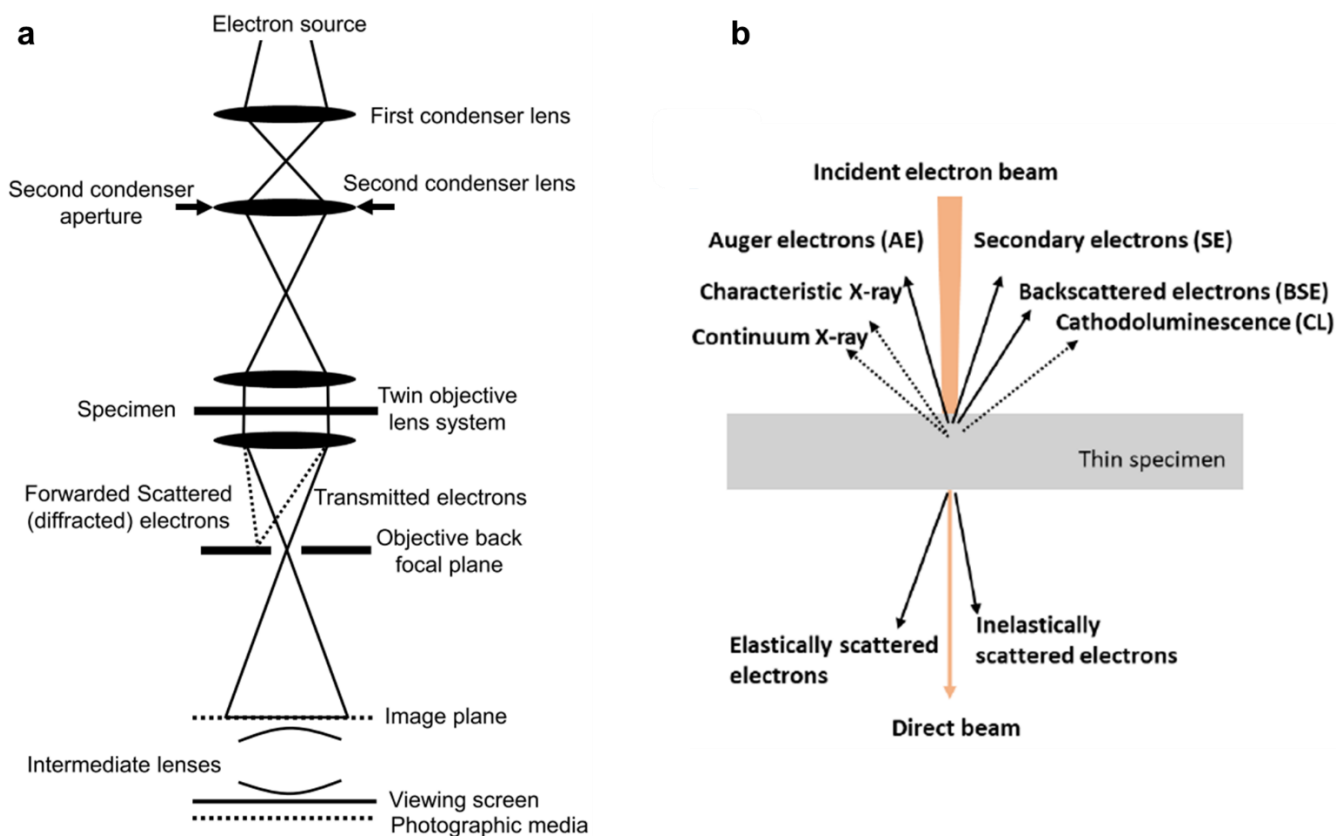 a
Electron source
First condenser lens
Second condenser
aperture
Second condenser lens
Specimen
Twin objective
lens system
Forwarded Scattered
(diffracted) electrons
Transmitted electrons
Objective back
focal plane
Image plane
Intermediate lenses
Viewing screen
Photographic media
b
Incident electron beam
Auger electrons (AE)
Secondary electrons (SE)
Characteristic X-ray
Backscattered electrons (BSE)
Continuum X-ray
Cathodoluminescence (CL)
Thin specimen
Elastically scattered
electrons
Inelastically
scattered electrons
Direct beam